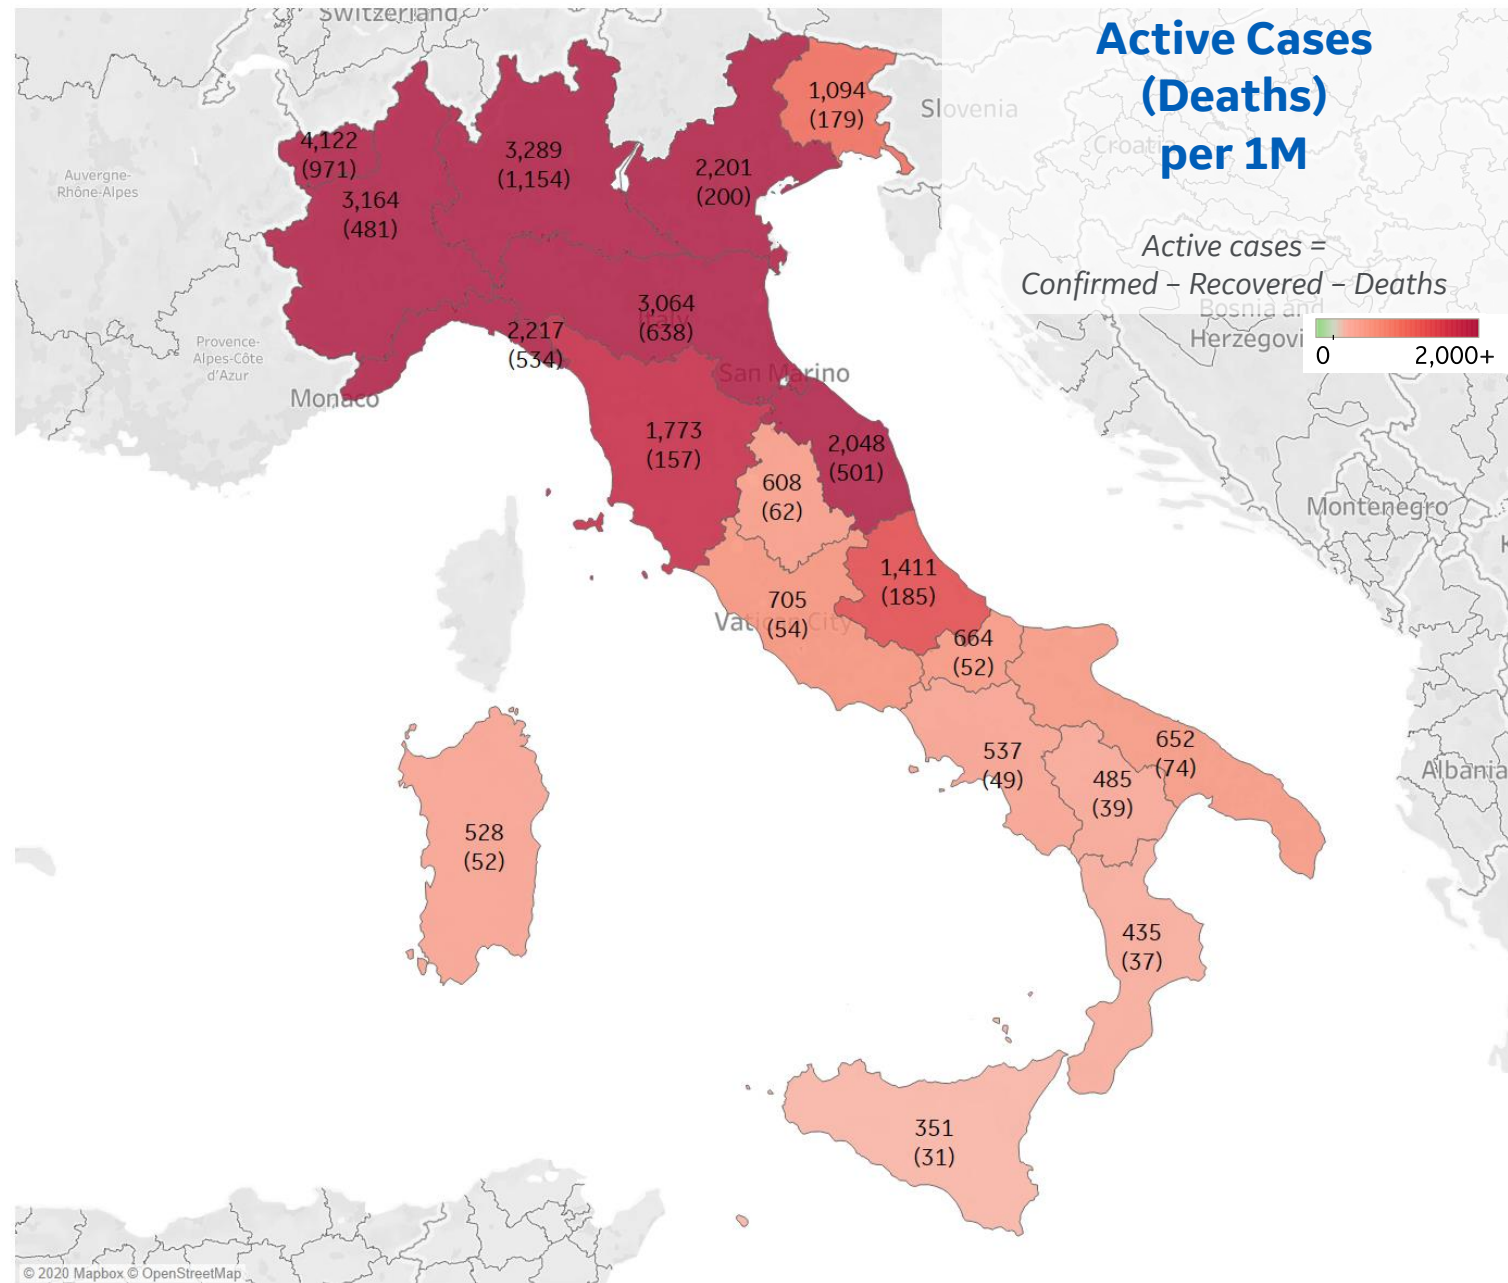 Switzerland
Active Cases
(Deaths)
per 1M
1,094
(179)
Slovenia
Croatia
4,122
(971)
3,289
(1,154)
2,201
(200)
Auvergne-
Rhône-Alpes
3,164
(481)
Active cases =
Confirmed – Recovered – Deaths
Bosnia and
Herzegovi
0
2,000+
3,064
(638)
Italy
2,217
(534)
Provence-
Alpes-Côte
d'Azur
Monaco
San Marino
1,773
(157)
2,048
(501)
608
(62)
Montenegro
K
1,411
(185)
705
(54)
Vatican City
664
(52)
537
(49)
652
(74)
485
(39)
Albania
528
(52)
435
(37)
351
(31)
© 2020 Mapbox © OpenStreetMap